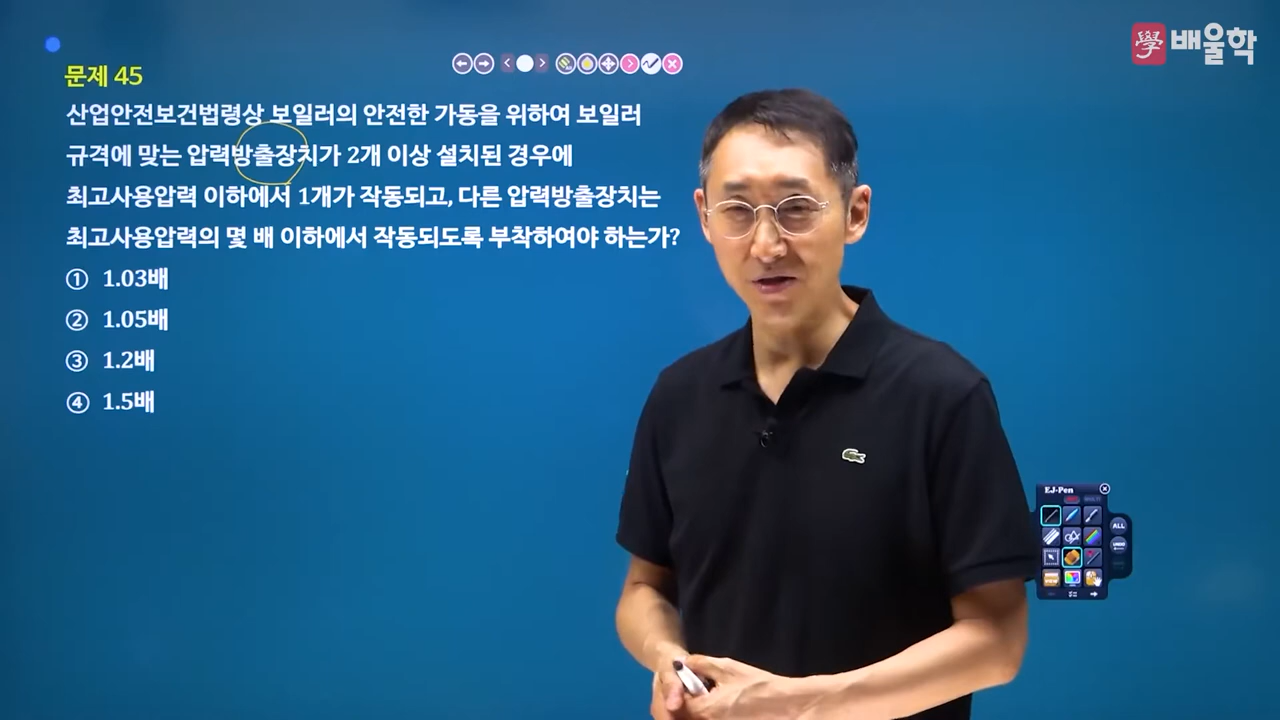 學 배울학
문제 45
산업안전보건법령상 보일러의 안전한 가동을 위하여 보일러
규격에 맞는 압력방출장치가 2개 이상 설치된 경우에
최고사용압력 이하에서 1개가 작동되고, 다른 압력방출장치는
최고사용압력의 몇 배 이하에서 작동되도록 부착하여야 하는가?
① 1.03배
② 1.05배
③ 1.2배
④ 1.5배
EJ-Pen
ALL